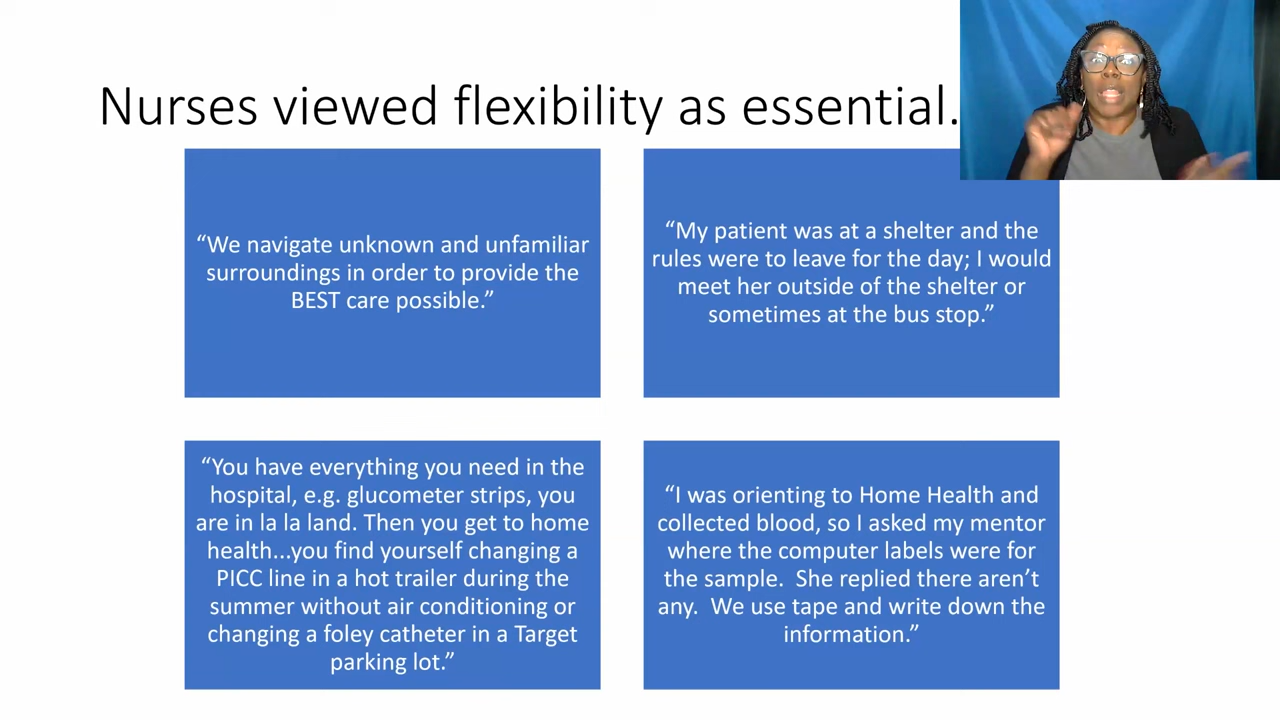 Nurses viewed flexibility as essential.
“We navigate unknown and unfamiliar
surroundings in order to provide the
BEST care possible.”
“My patient was at a shelter and the
rules were to leave for the day; I would
meet her outside of the shelter or
sometimes at the bus stop.”
“You have everything you need in the
hospital, e.g. glucometer strips, you
are in la la land. Then you get to home
health...you find yourself changing a
PICC line in a hot trailer during the
summer without air conditioning or
changing a foley catheter in a Target
parking lot.”
“I was orienting to Home Health and
collected blood, so I asked my mentor
where the computer labels were for
the sample.  She replied there aren’t
any.  We use tape and write down the
information.”